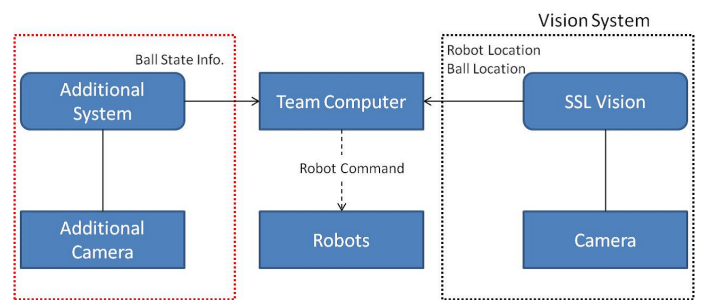 Vision System
Ball State Info.
Robot Location
Ball Location
Additional
System
Team Computer
SSL Vision
Robot Command
Additional
Camera
Robots
Camera